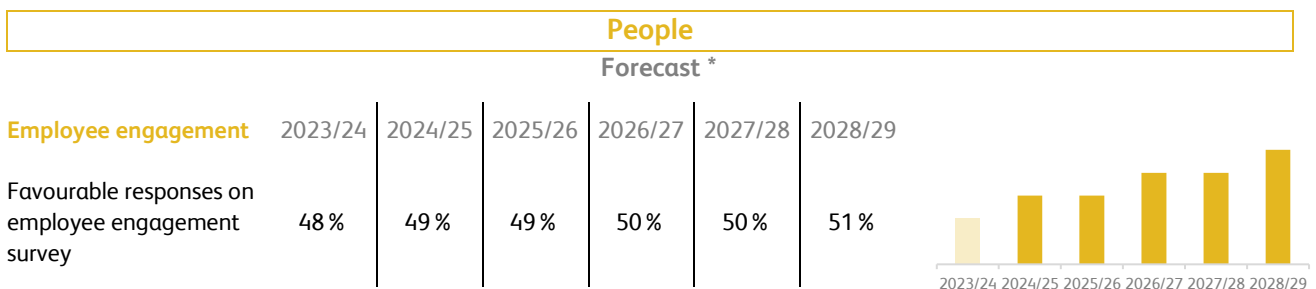 People
Forecast *
Employee engagement 2023/24 2024/25 2025/26 2026/27 2027/28 2028/29
Favourable responses on
employee engagement 48 % 49 % 49 % 50 % 50 % 51 %
survey
2023/24 2024/25 2025/26 2026/27 2027/28 2028/29